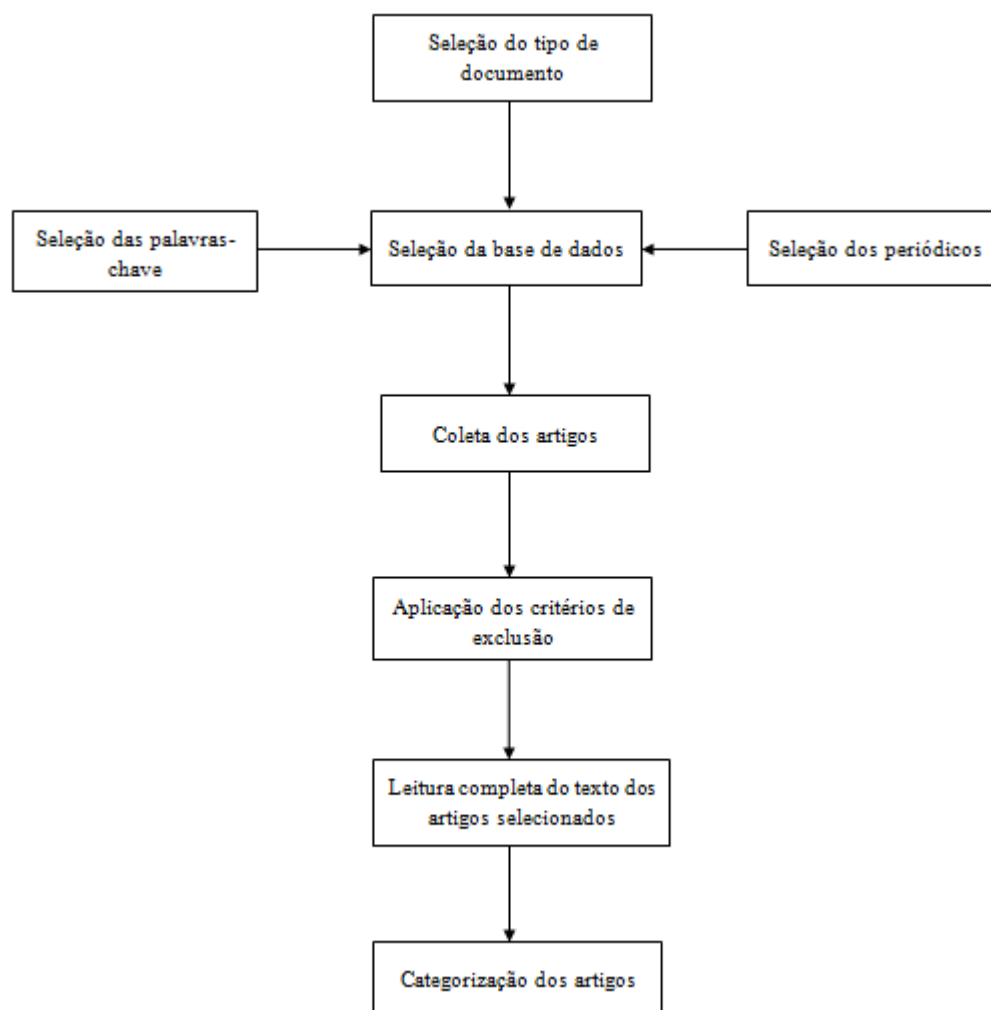 Seleção do tipo de
documento
Seleção das palavras-
chave
Seleção da base de dados
Seleção dos periódicos
Coleta dos artigos
Aplicação dos critérios de
exclusão
Leitura completa do texto dos
artigos selecionados
Categorização dos artigos